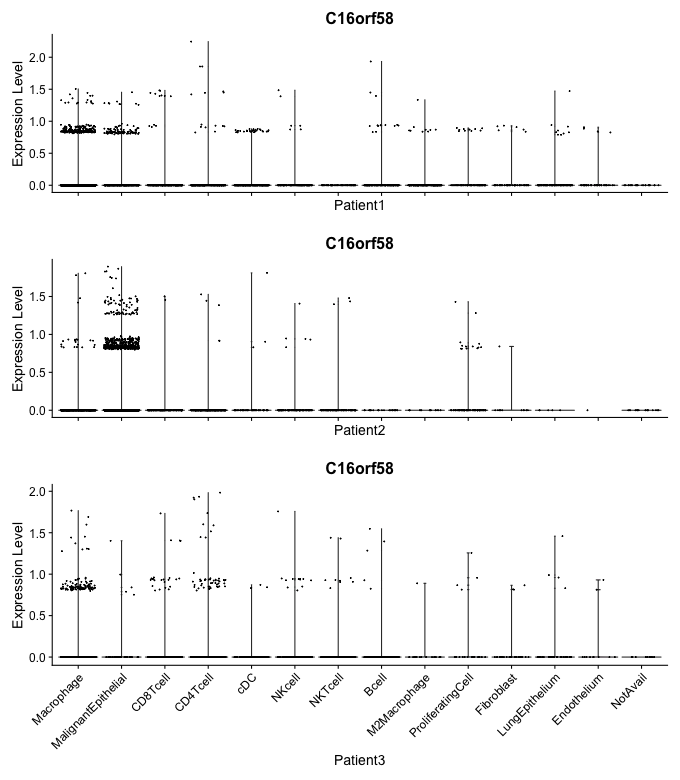 C16orf58
Expression Level
2.0
1.5
1.0
0.5
0.0
Patient1
C16orf58
Expression Level
1.5
1.0
0.5
0.0
Patient2
C16orf58
Expression Level
2.0
1.5
1.0
0.5
0.0
Macrophage
MalignantEpithelial
CD8Tcell
CD4Tcell
cDC
NKcell
NKTcell
Bcell
M2Macrophage
ProliferatingCell
Fibroblast
LungEpithelium
Endothelium
NotAvail
Patient3